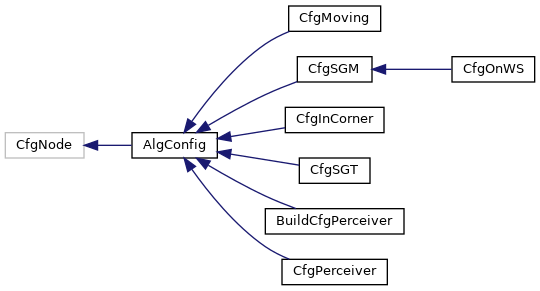 CfgMoving
CfgSGM
CfgOnWS
CfgInCorner
CfgNode
AlgConfig
CfgSGT
BuildCfgPerceiver
CfgPerceiver